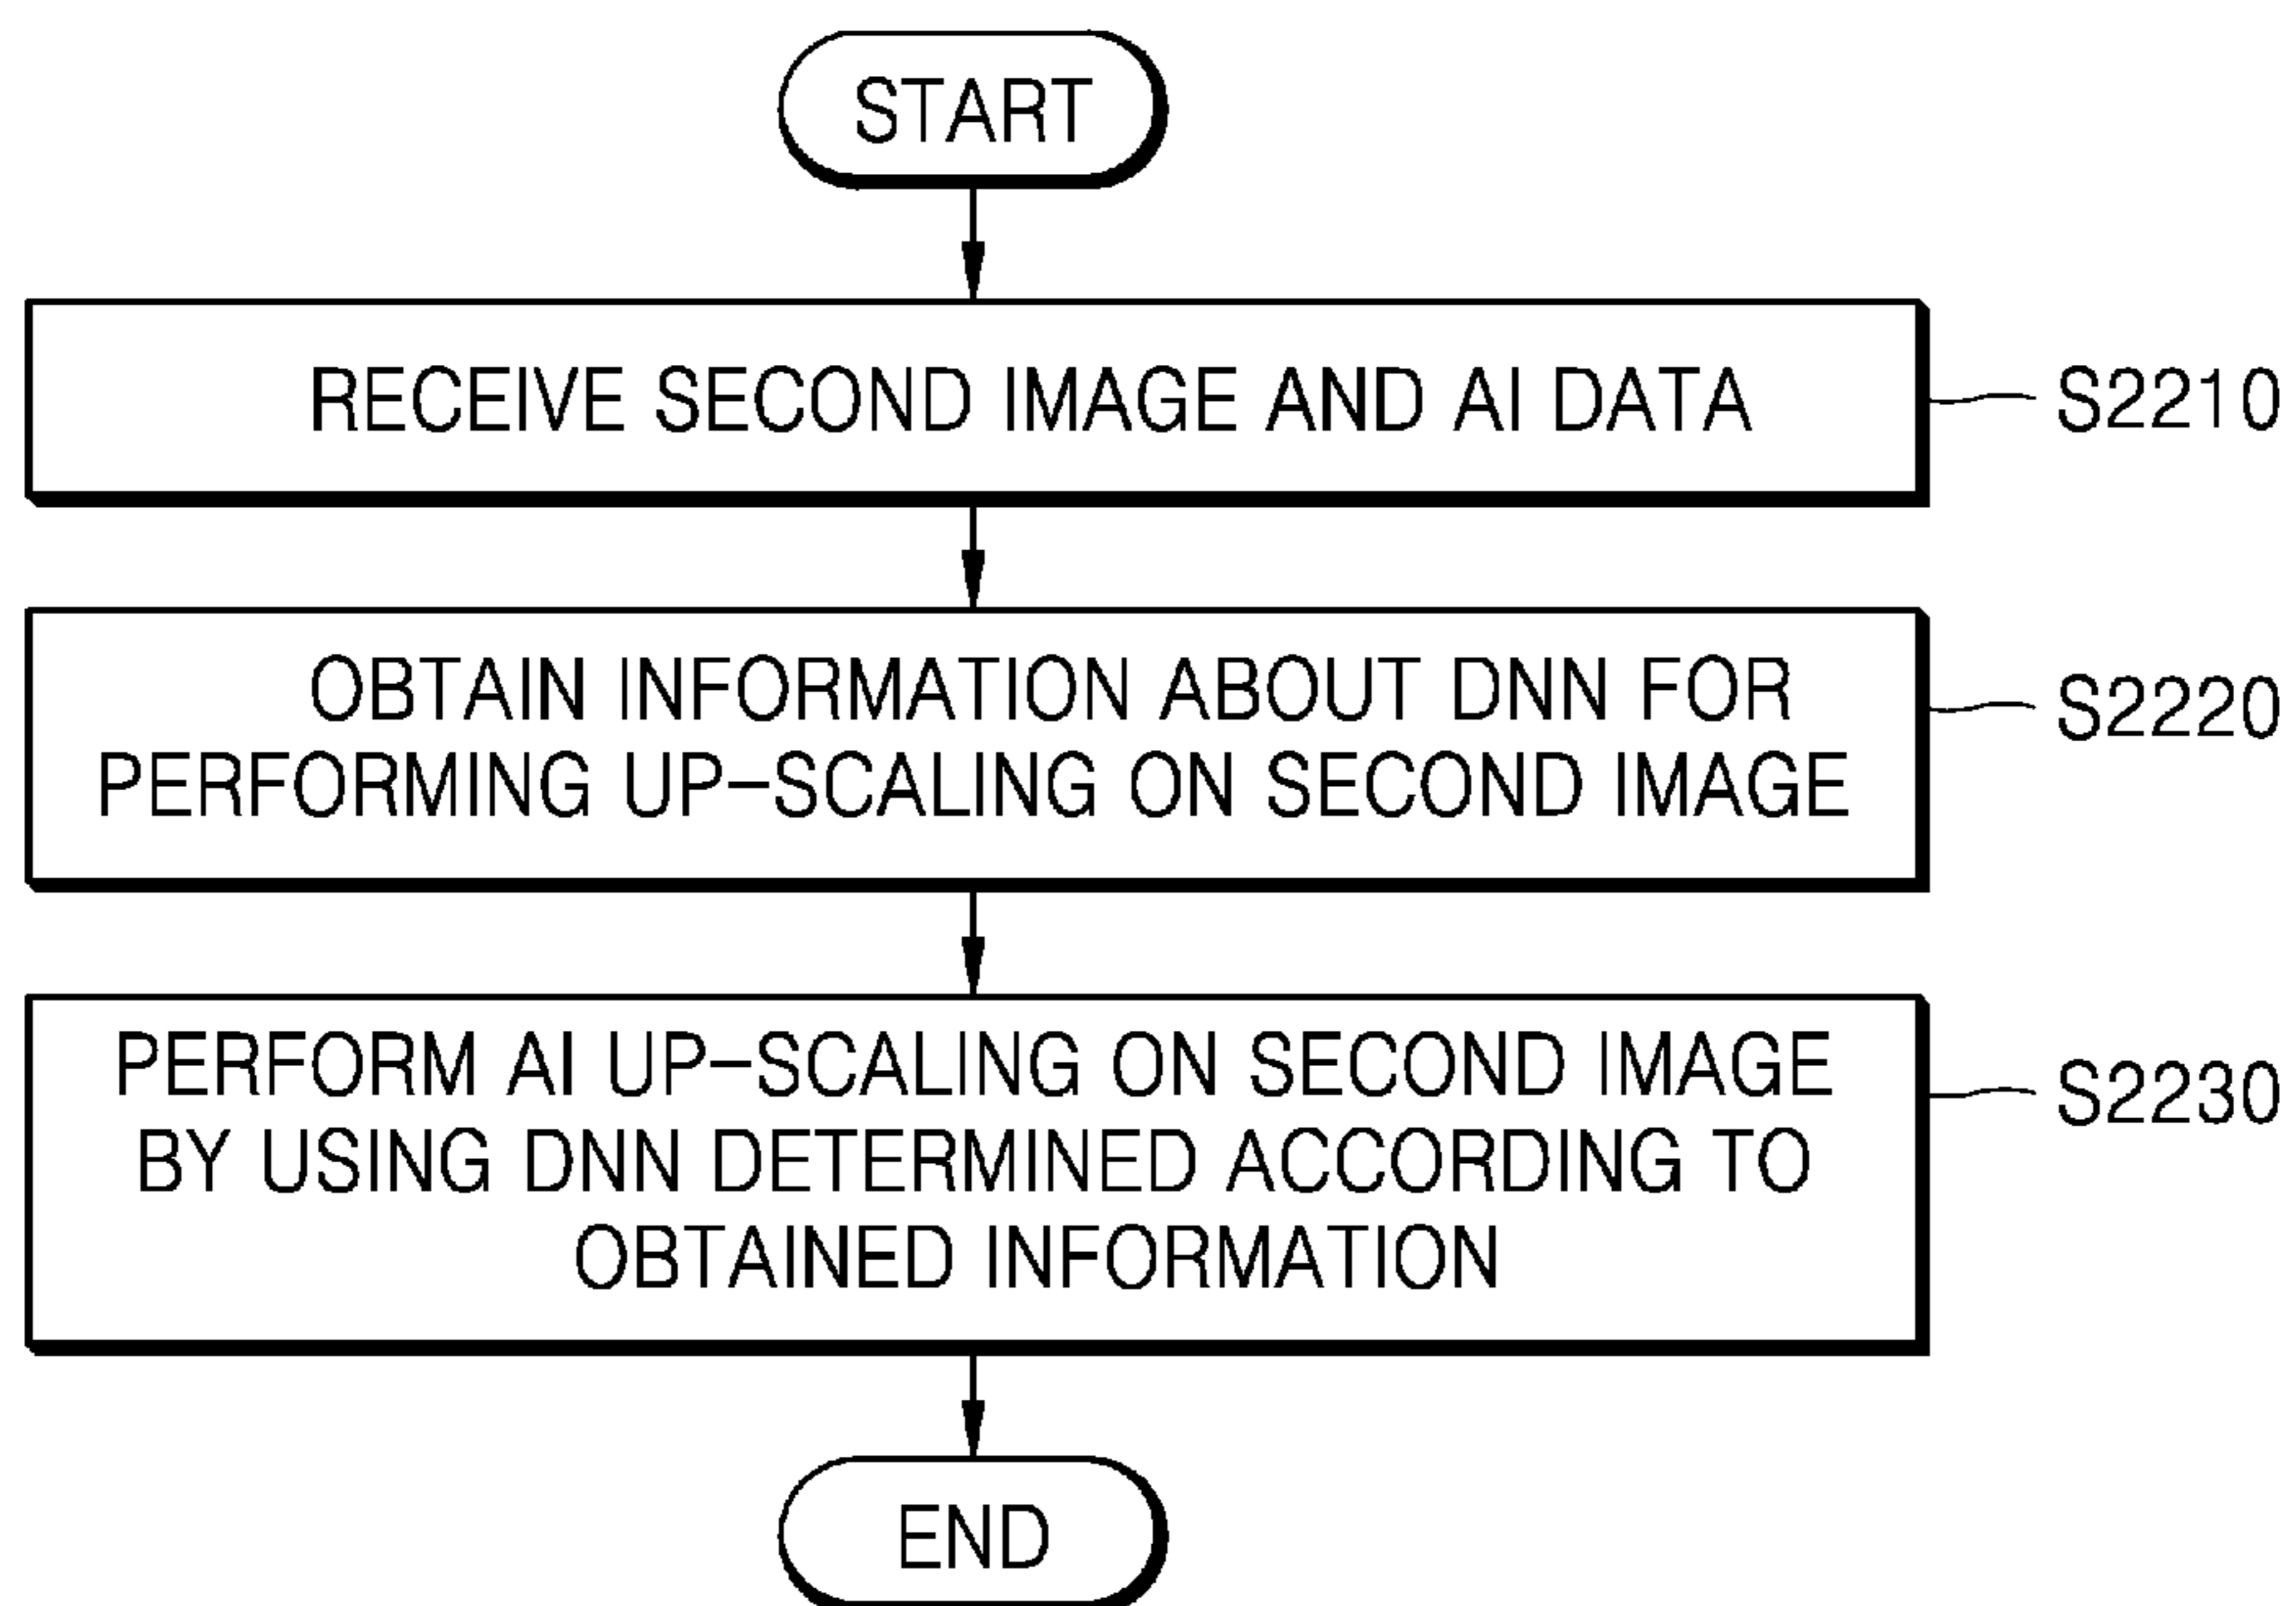 START
RECEIVE SECOND IMAGE AND AI DATA
S2210
OBTAIN INFORMATION ABOUT DNN FOR
PERFORMING UP-SCALING ON SECOND IMAGE
S2220
PERFORM AI UP-SCALING ON SECOND IMAGE
BY USING DNN DETERMINED ACCORDING TO
OBTAINED INFORMATION
S2230
END